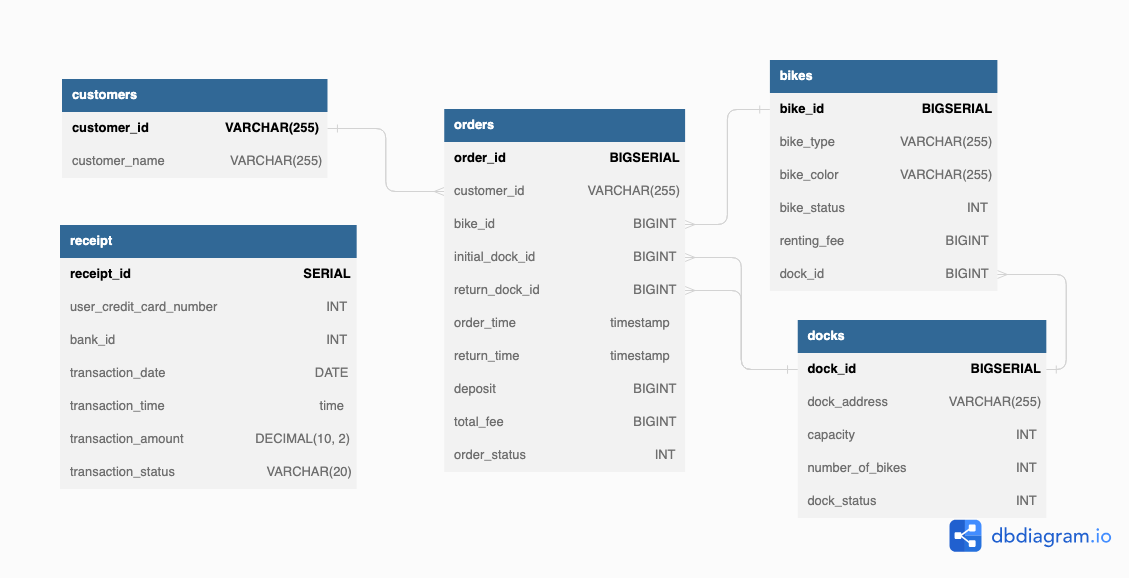 customers
customer_id VARCHAR(255)
customer_name VARCHAR(255)
receipt
receipt_id SERIAL
user_credit_card_number INT
bank_id INT
transaction_date DATE
transaction_time time
transaction_amount DECIMAL(10, 2)
transaction_status VARCHAR(20)
orders
order_id BIGSERIAL
customer_id VARCHAR(255)
bike_id BIGINT
initial_dock_id BIGINT
return_dock_id BIGINT
order_time timestamp
return_time timestamp
deposit BIGINT
total_fee BIGINT
order_status INT
bikes
bike_id BIGSERIAL
bike_type VARCHAR(255)
bike_color VARCHAR(255)
bike_status INT
renting_fee BIGINT
dock_id BIGINT
docks
dock_id BIGSERIAL
dock_address VARCHAR(255)
capacity INT
number_of_bikes INT
dock_status INT
dbdiagram.io